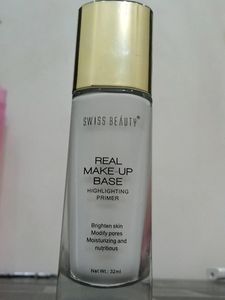 SWISS BEAUTY
REAL
MAKE-UP
BASE
HIGHLIGHTING
PRIMER
Brighten skin
Modify pores
Moisturizing and
nutritious
Net Wt.: 32ml